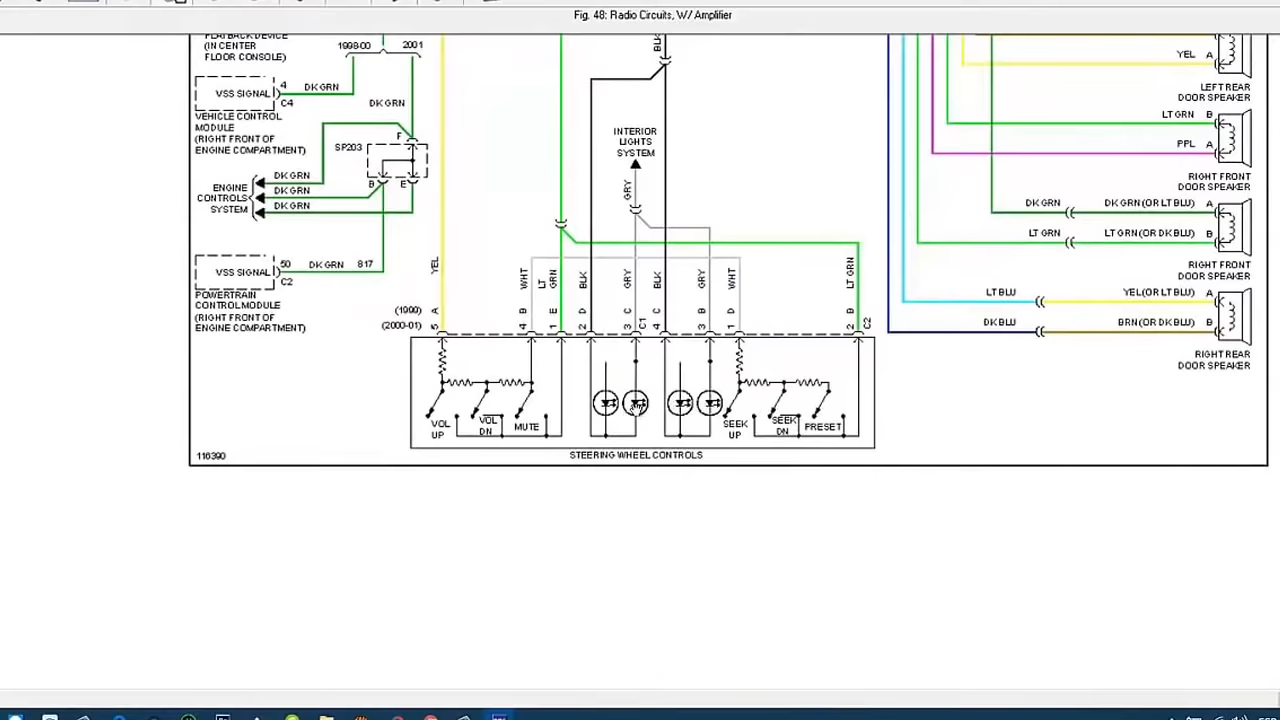 Fig. 48: Radio Circuits, W/ Amplifier
(IN CENTER
FLOOR CONSOLE)
1998-00 2001
VSS SIGNAL 4 DK GRN
C4
VEHICLE CONTROL
MODULE
(RIGHT FRONT OF
ENGINE COMPARTMENT)
DK GRN
F
SP203
B E
ENGINE
CONTROLS
SYSTEM
DK GRN
DK GRN
DK GRN
VSS SIGNAL 50 DK GRN 817
C2
POWERTRAIN
CONTROL MODULE
(RIGHT FRONT OF
ENGINE COMPARTMENT)
BLK
INTERIOR
LIGHTS
SYSTEM
GRY
YEL WHT LT GRN BLK GRY BLK GRY WHT LT GRN
(1990) A B E D C C B D B
(2000-01) 5 4 1 2 3 C1 4 3 1 2 C2
VOL
UP
VOL
DN
MUTE
SEEK
UP
SEEK
DN
PRESET
STEERING WHEEL CONTROLS
116390
YEL A
LEFT REAR
DOOR SPEAKER
LT GRN B
PPL A
RIGHT FRONT
DOOR SPEAKER
DK GRN DK GRN(OR LT BLU) A
LT GRN LT GRN(OR DK BLU) B
RIGHT FRONT
DOOR SPEAKER
LT BLU YEL(OR LT BLU) A
DK BLU BRN(OR DK BLU) B
RIGHT REAR
DOOR SPEAKER